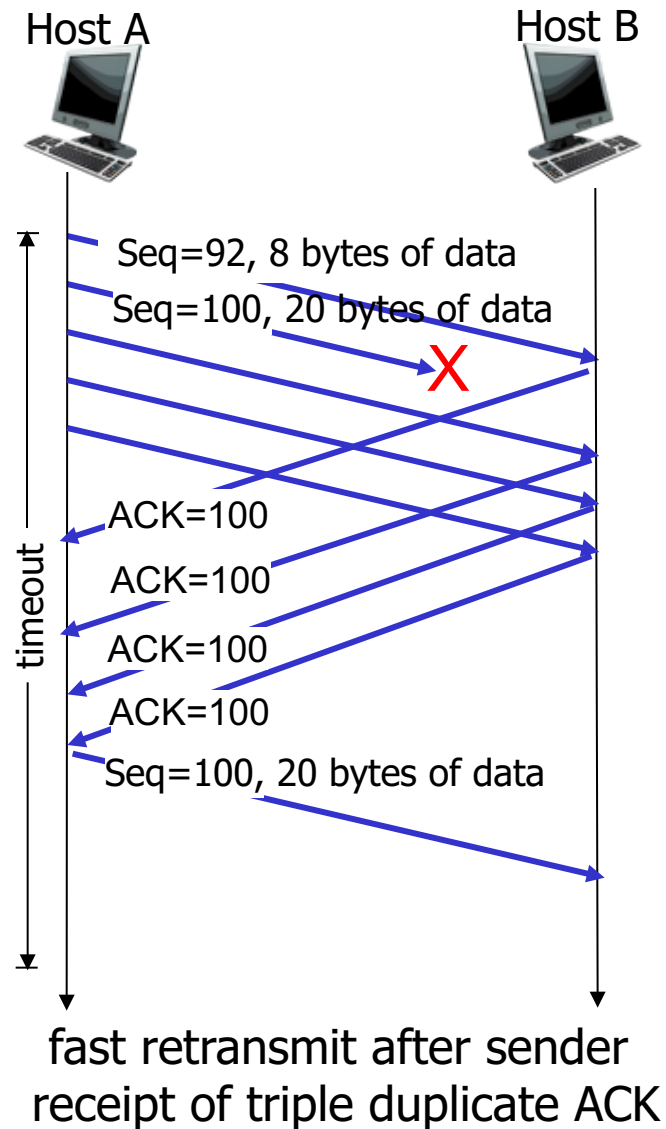 Host A
Host B
Seq=92, 8 bytes of data
Seq=100, 20 bytes of data
X
timeout
ACK=100
ACK=100
ACK=100
ACK=100
Seq=100, 20 bytes of data
fast retransmit after sender
receipt of triple duplicate ACK